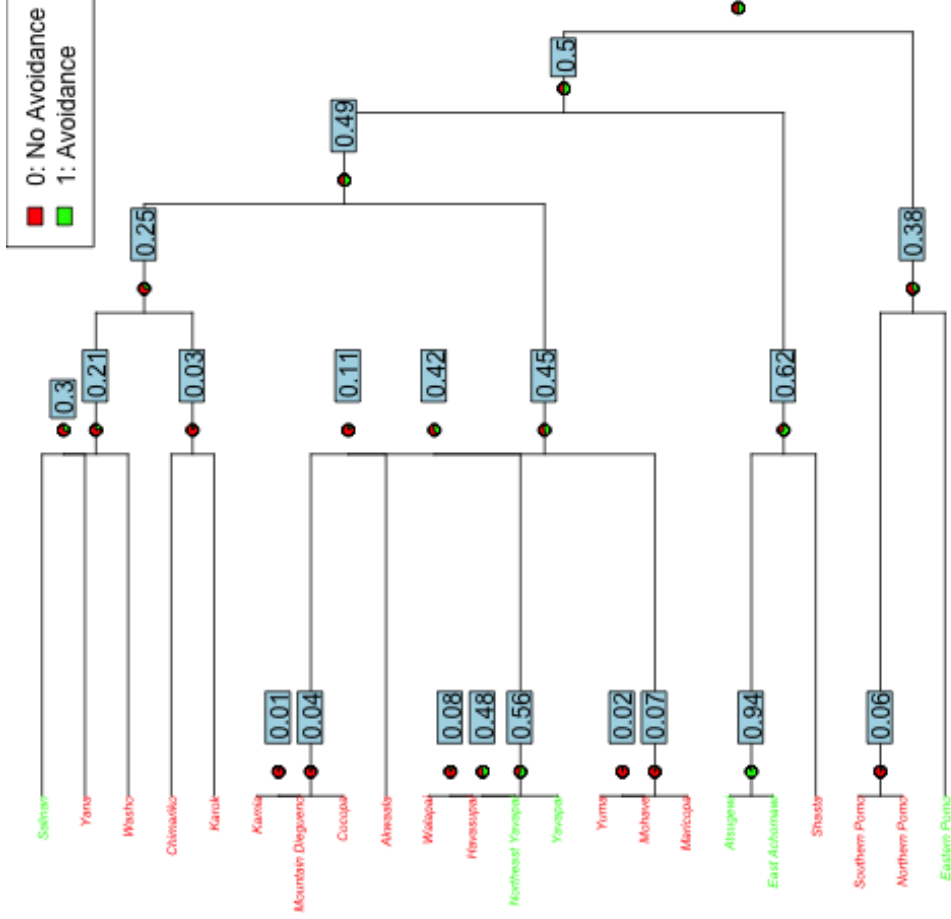 0: No Avoidance
1: Avoidance
0.5
0.49
0.25
0.38
0.3
0.21
0.03
0.11
0.42
0.45
0.62
0.01
0.04
0.08
0.48
0.56
0.02
0.07
0.94
0.06
Salinan
Yana
Washo
Chimariko
Karok
Kamia
Mountain Diegueno
Cocopa
Walapai
Havasupai
Northeast Yavapai
Yavapai
Yuma
Mohave
Maricopa
Atsugewi
East Achomawi
Shasta
Southern Pomo
Northern Pomo
Eastern Pomo